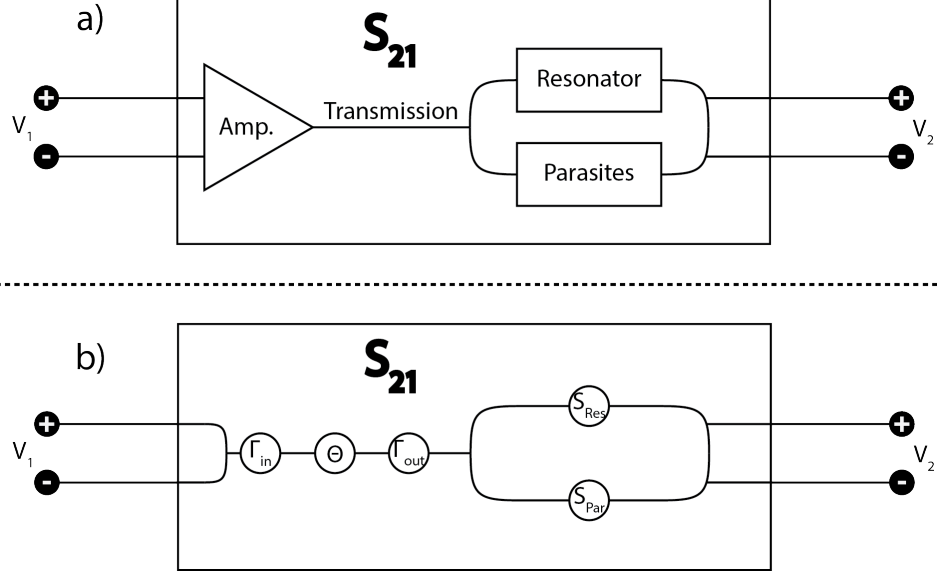 a)
S21
+
V1
-
Amp.
Transmission
Resonator
Parasites
+
V2
-
b)
S21
+
V1
-
Γin
Θ
Γout
SRes
SPar
+
V2
-